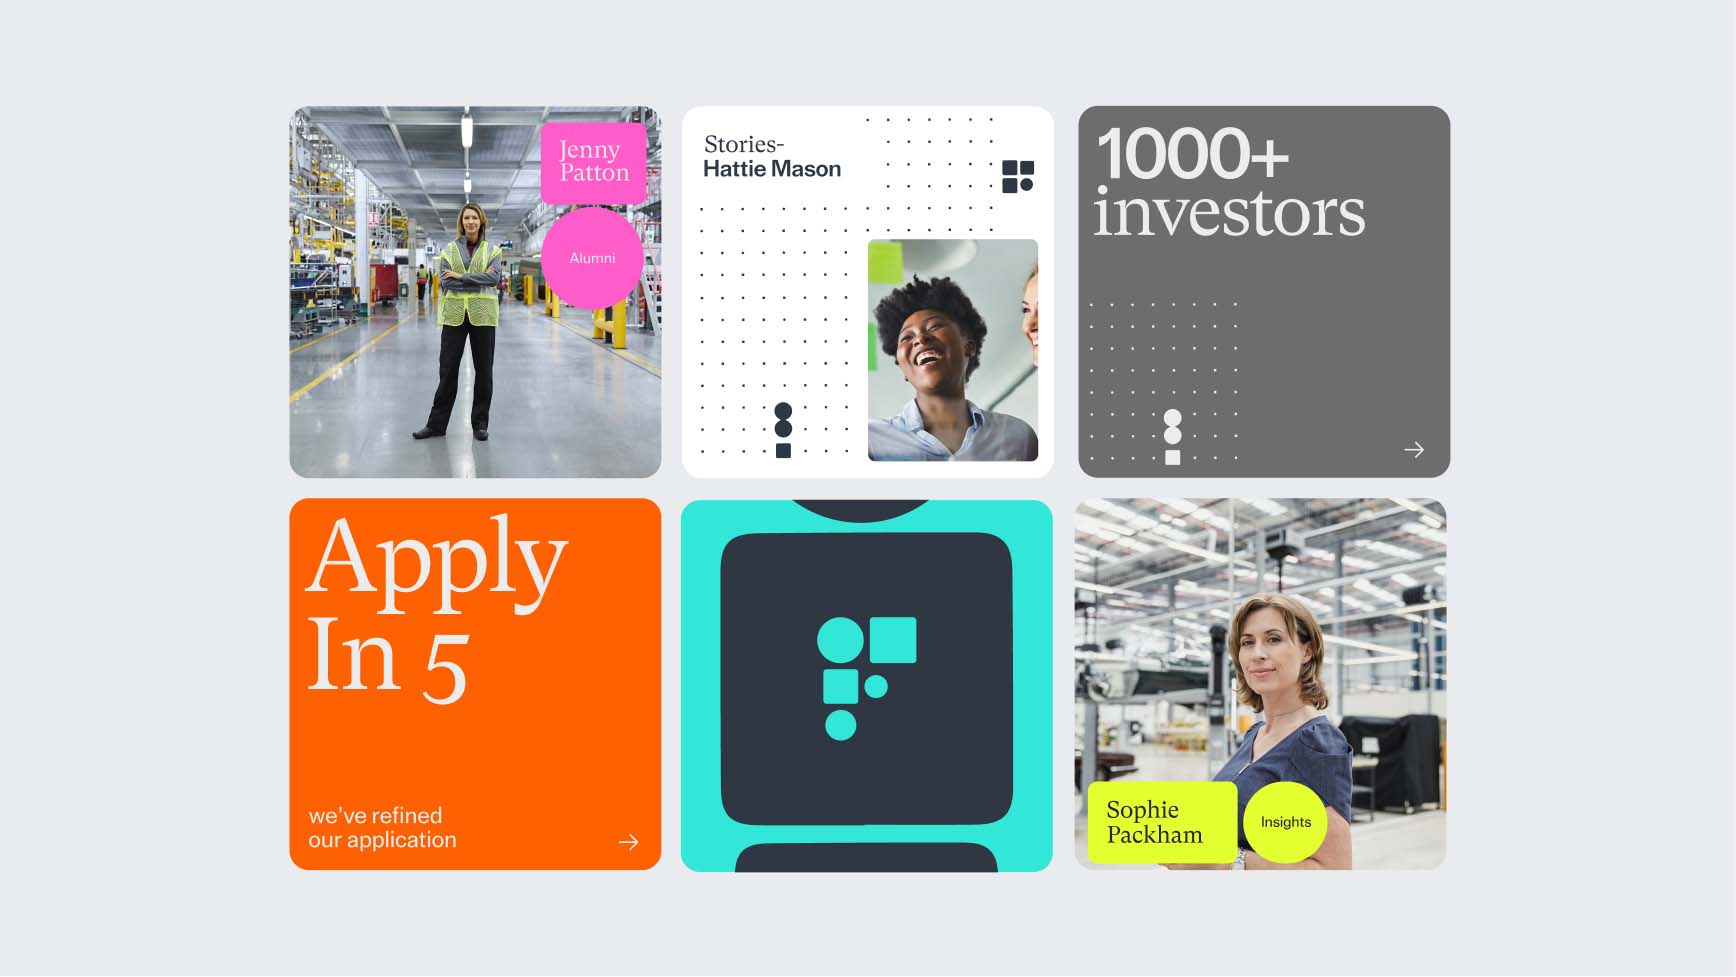 Jenny
Patton
Alumni
Stories-
Hattie Mason
1000+
investors
Apply
In 5
we've refined
our application
Sophie
Packham
Insights